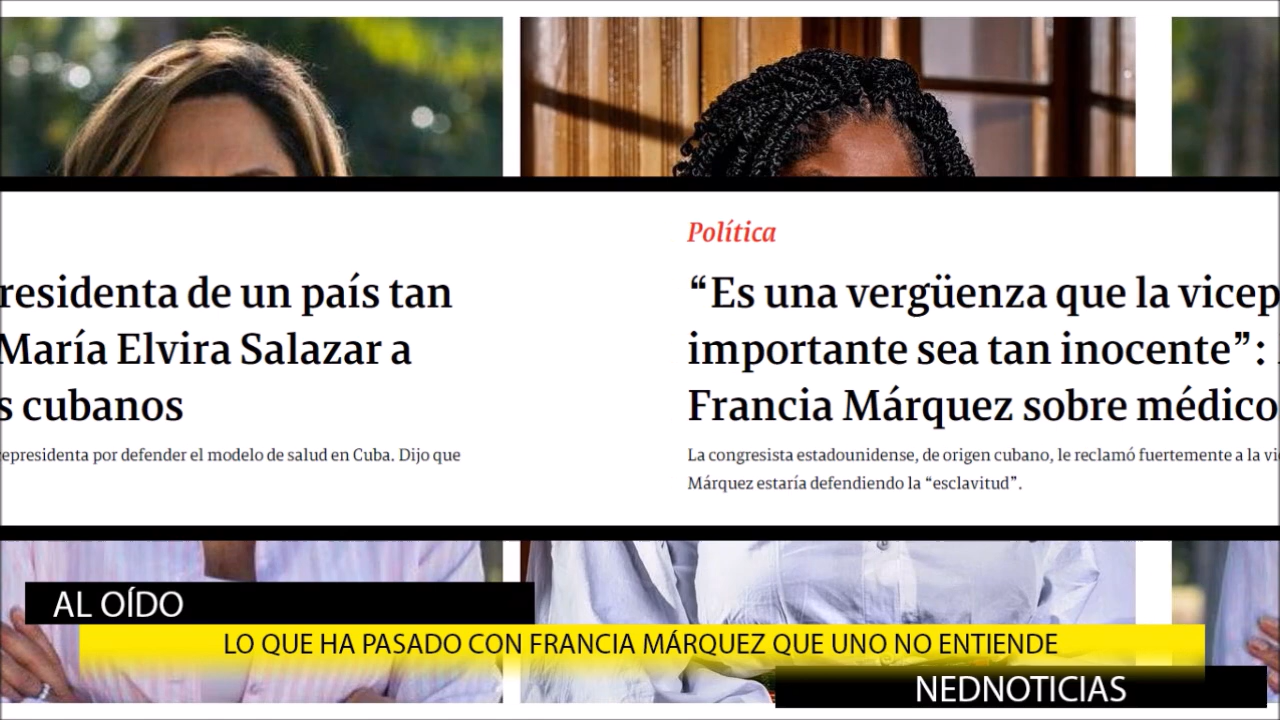 residenta de un país tan
María Elvira Salazar a
s cubanos
epresidenta por defender el modelo de salud en Cuba. Dijo que
Política
“Es una vergüenza que la vicep
importante sea tan inocente”:
Francia Márquez sobre médico
La congresista estadounidense, de origen cubano, le reclamó fuertemente a la vi
Márquez estaría defendiendo la “esclavitud”.
AL OÍDO
LO QUE HA PASADO CON FRANCIA MÁRQUEZ QUE UNO NO ENTIENDE
NEDNOTICIAS